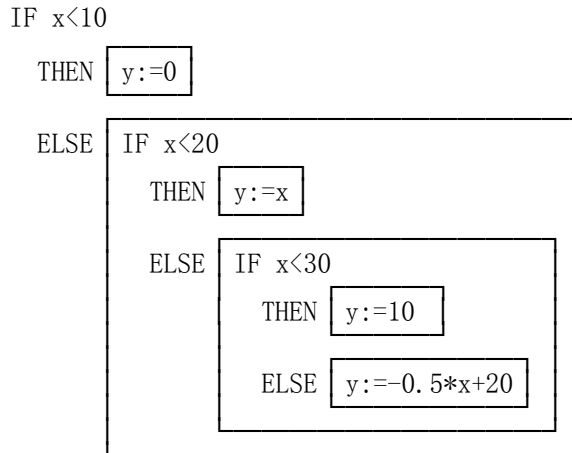 IF x<10
THEN y:=0
ELSE IF x<20
THEN y:=x
ELSE IF x<30
THEN y:=10
ELSE y:=-0.5*x+20